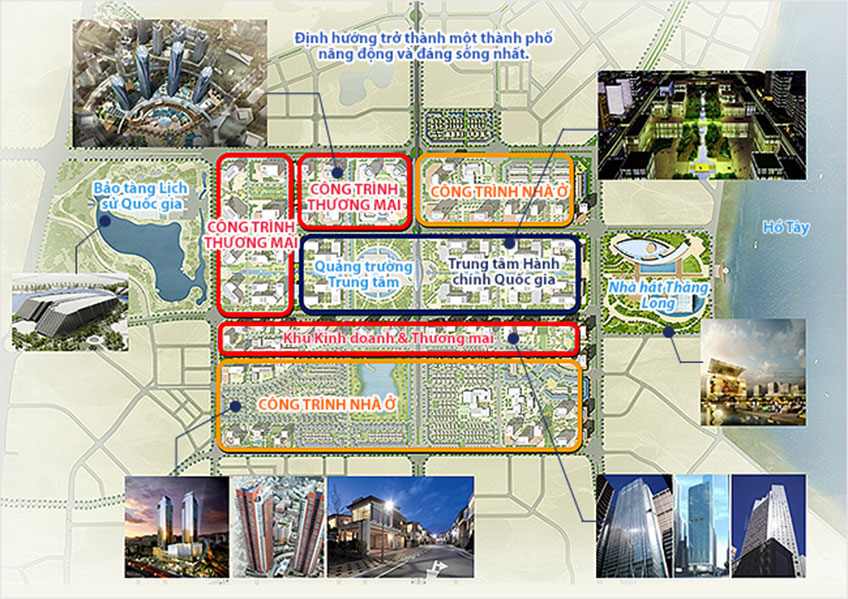 Định hướng trở thành một thành phố
năng động và đáng sống nhất.
Bảo tàng Lịch
sử Quốc gia
CÔNG TRÌNH
THƯƠNG MẠI
CÔNG TRÌNH
THƯƠNG MẠI
CÔNG TRÌNH NHÀ Ở
Hồ Tây
Quảng trường
Trung tâm
Trung tâm Hành
chính Quốc gia
Nhà hát Thăng
Long
Khu Kinh doanh & Thương mại
CÔNG TRÌNH NHÀ Ở